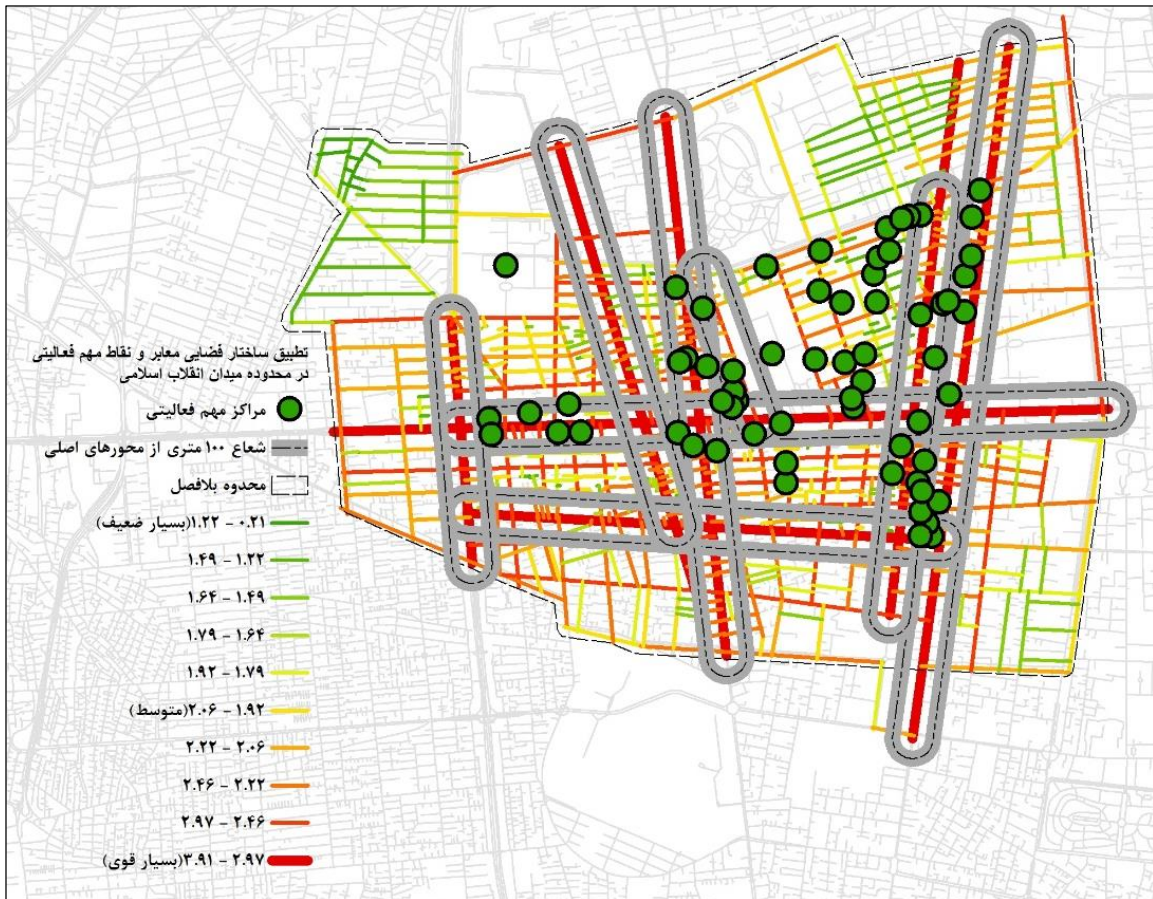 تطبیق ساختار فضایی معابر و نقاط مهم فعالیتی
در محدوده میدان انقلاب اسلامی
مراکز مهم فعالیتی
شعاع ۱۰۰ متری از محورهای اصلی
محدوده بلافصل
۰.۲۱ - ۱.۲۲(بسیار ضعیف)
۱.۲۲ - ۱.۴۹
۱.۴۹ - ۱.۶۴
۱.۶۴ - ۱.۷۹
۱.۷۹ - ۱.۹۲
۱.۹۲ - ۲.۰۶(متوسط)
۲.۰۶ - ۲.۲۲
۲.۲۲ - ۲.۴۶
۲.۴۶ - ۲.۹۷
۲.۹۷ - ۳.۹۱(بسیار قوی)